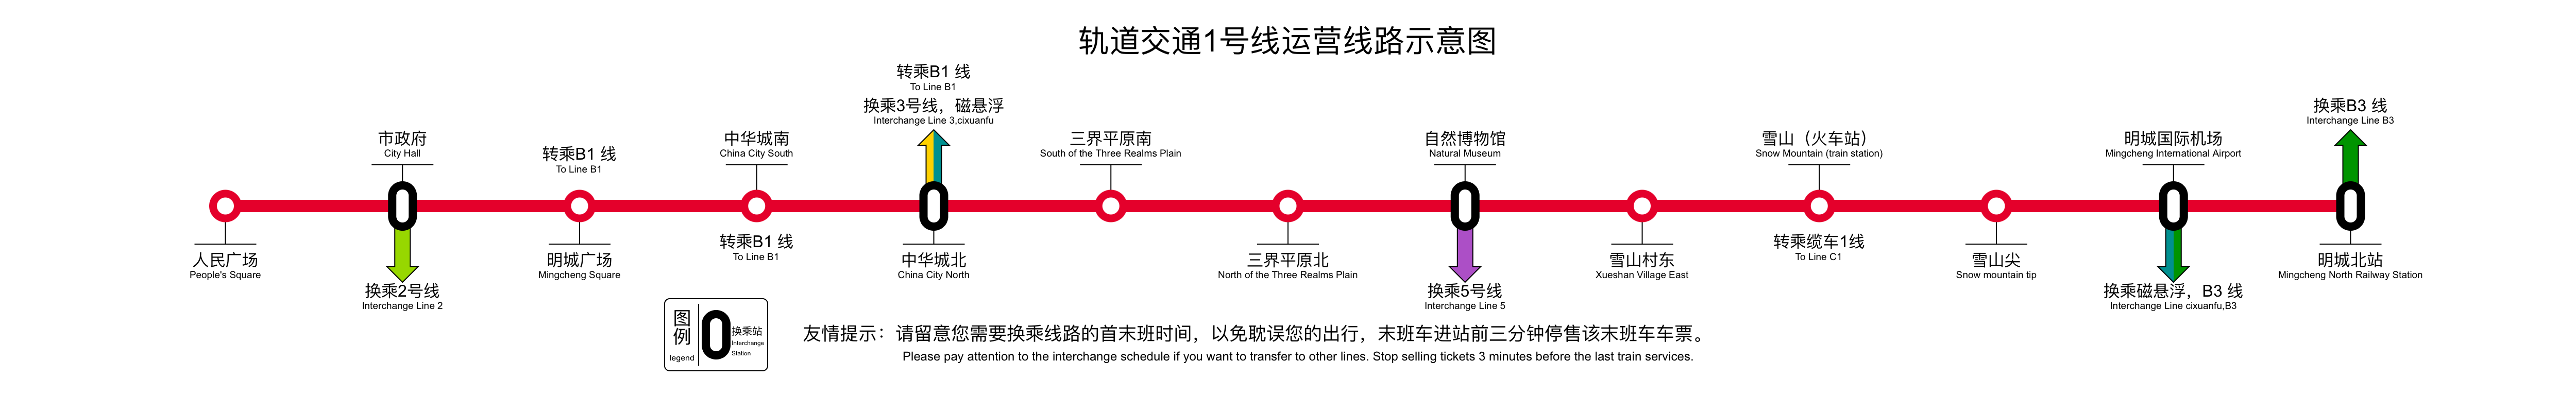 轨道交通1号线运营线路示意图
人民广场
People's Square
市政府
City Hall
换乘2号线
Interchange Line 2
转乘B1 线
To Line B1
明城广场
Mingcheng Square
中华城南
China City South
转乘B1 线
To Line B1
转乘B1 线
To Line B1
换乘3号线，磁悬浮
Interchange Line 3,cixuanfu
中华城北
China City North
三界平原南
South of the Three Realms Plain
三界平原北
North of the Three Realms Plain
自然博物馆
Natural Museum
换乘5号线
Interchange Line 5
雪山村东
Xueshan Village East
雪山（火车站）
Snow Mountain (train station)
转乘缆车1线
To Line C1
雪山尖
Snow mountain tip
明城国际机场
Mingcheng International Airport
换乘磁悬浮，B3 线
Interchange Line cixuanfu,B3
换乘B3 线
Interchange Line B3
明城北站
Mingcheng North Railway Station
图例
legend
换乘站
Interchange
Station
友情提示：请留意您需要换乘线路的首末班时间，以免耽误您的出行，末班车进站前三分钟停售该末班车车票。
Please pay attention to the interchange schedule if you want to transfer to other lines. Stop selling tickets 3 minutes before the last train services.